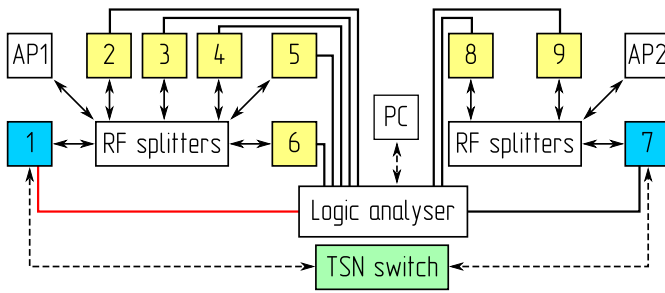 AP1
2
3
4
5
8
9
AP2
PC
1
RF splitters
6
RF splitters
7
Logic analyser
TSN switch